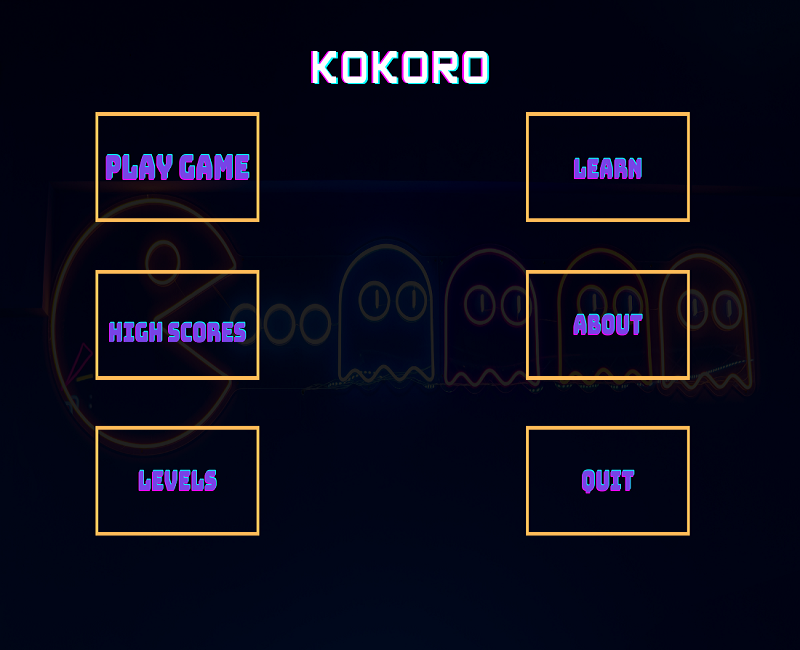 KOKORO
PLAY GAME
LEARN
HIGH SCORES
ABOUT
LEVELS
QUIT